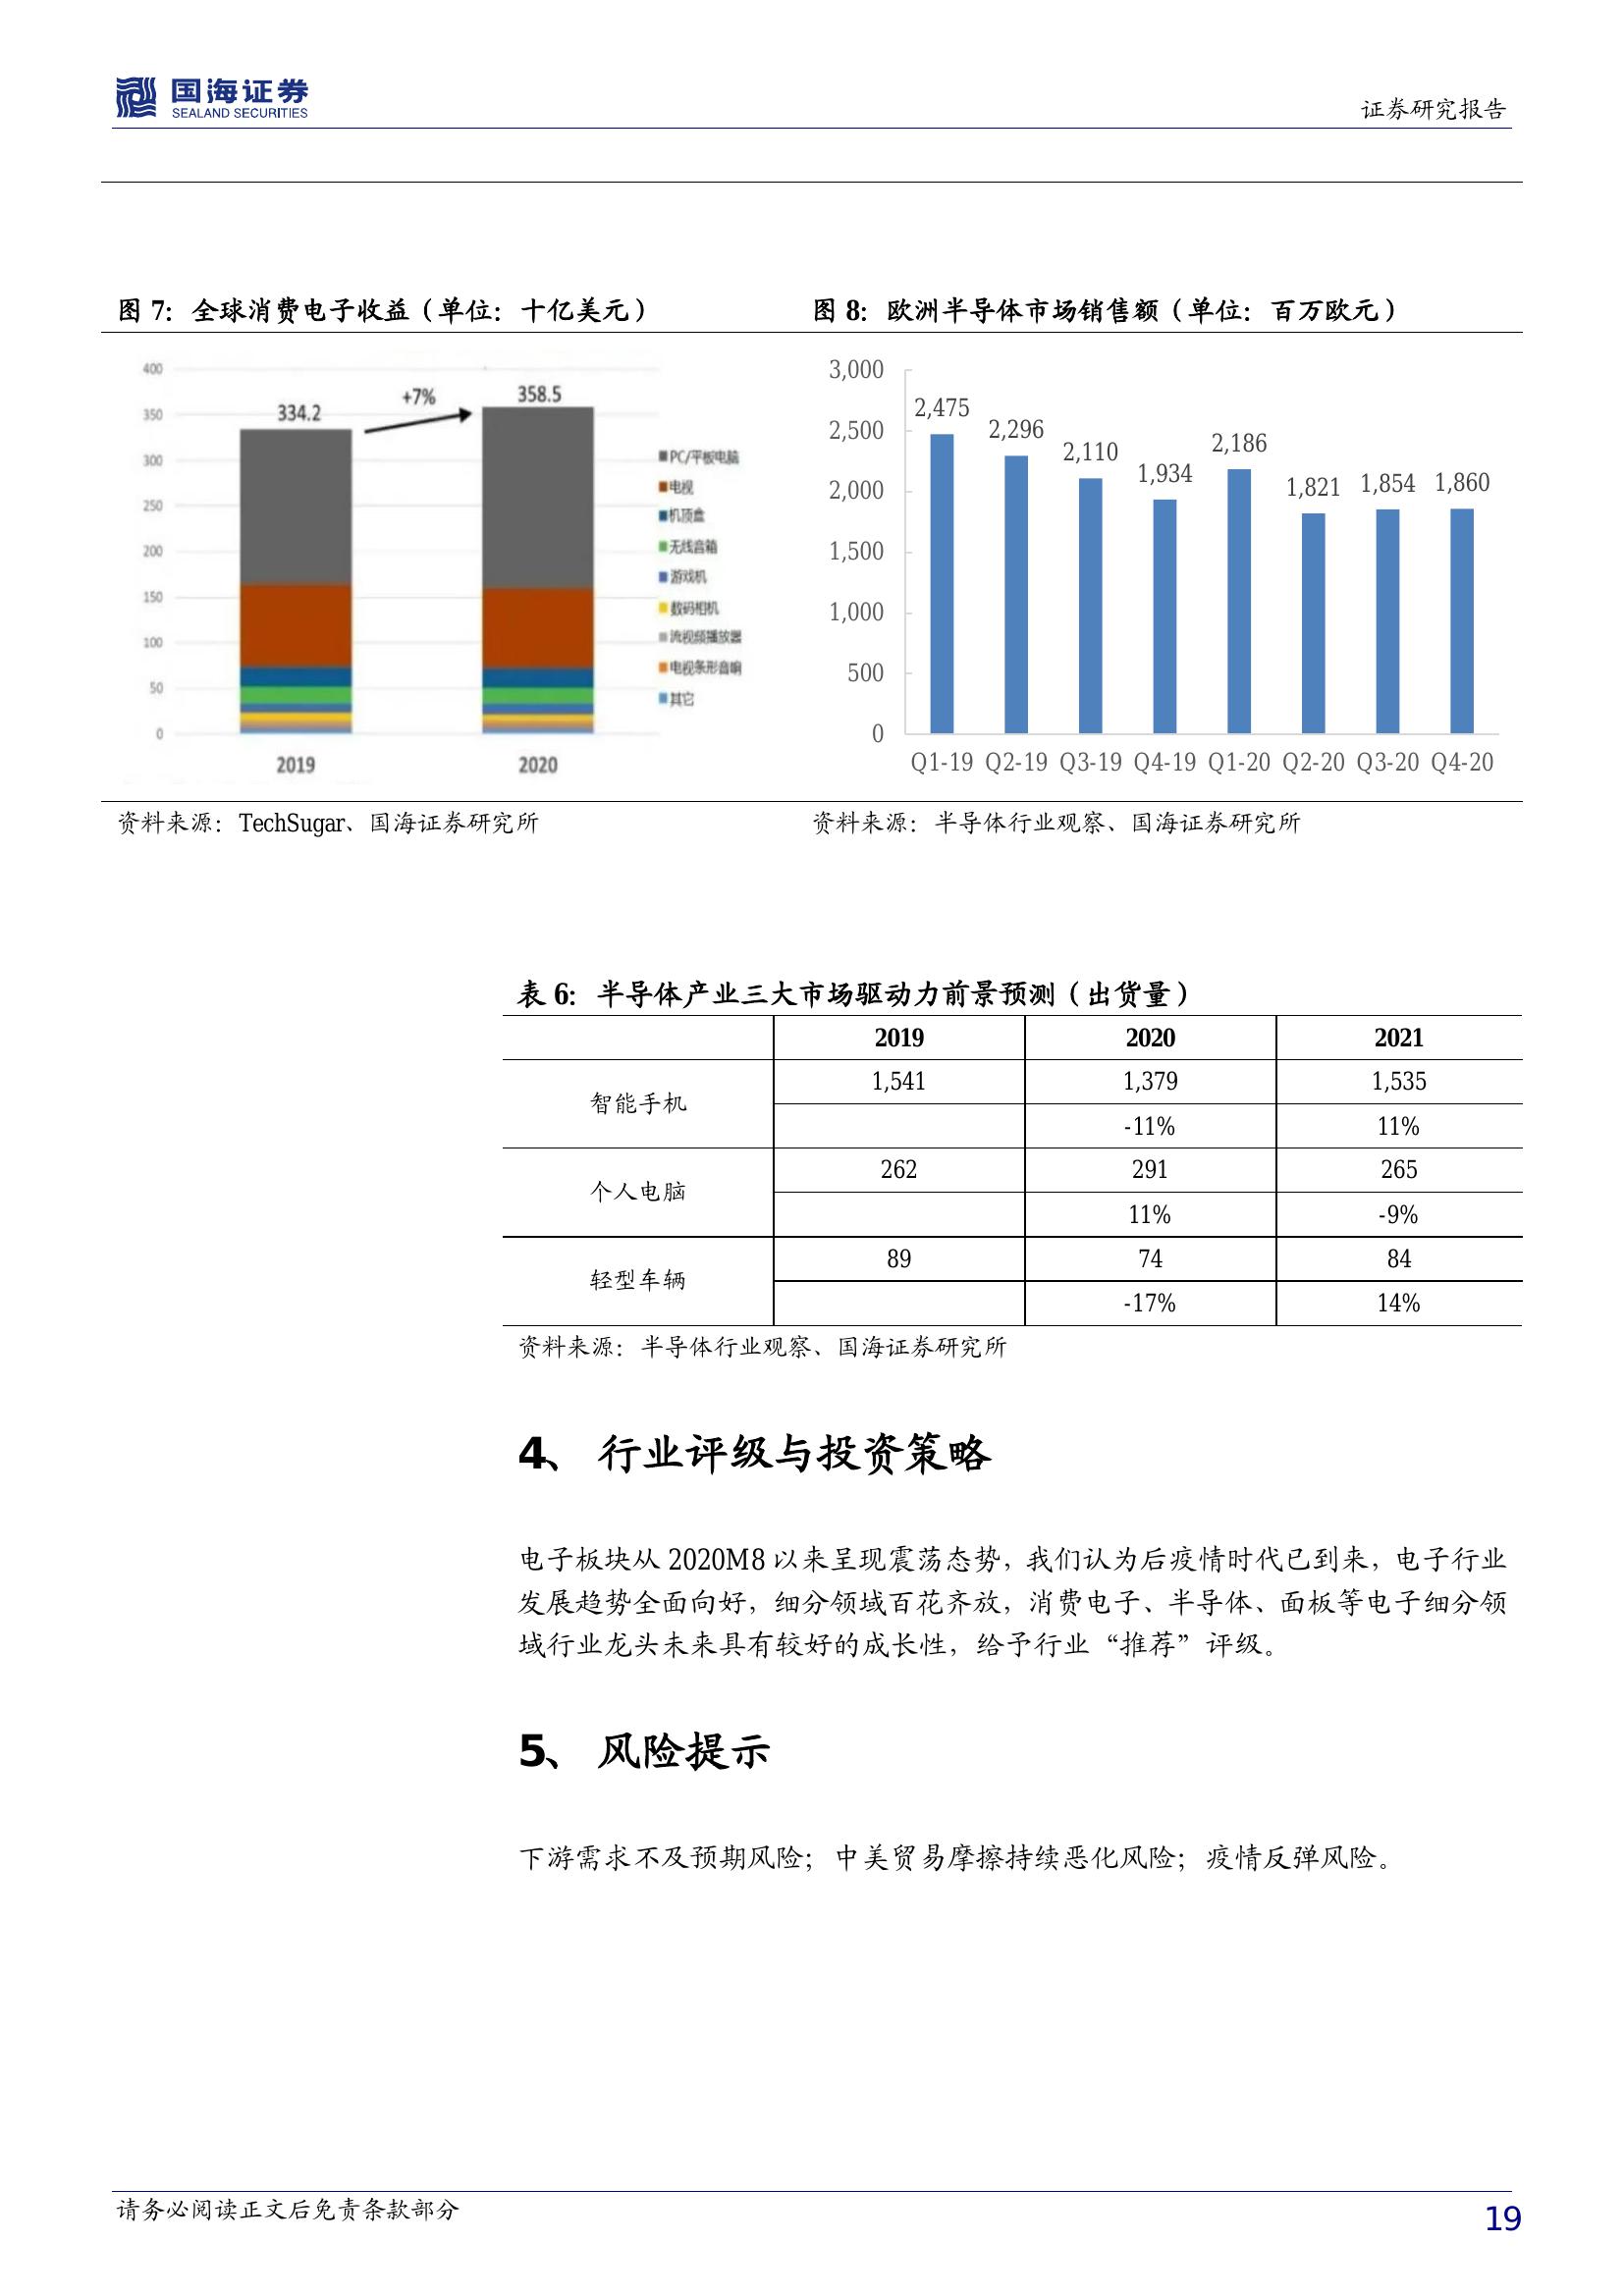 国海证券
SEALAND SECURITIES
证券研究报告
图 7：全球消费电子收益（单位：十亿美元）
400
350
300
250
200
150
100
50
0
334.2
+7%
358.5
2019
2020
PC/平板电脑
电视
机顶盒
无线音箱
游戏机
数码相机
流视频播放器
电视条形音响
其它
资料来源：TechSugar、国海证券研究所
图 8：欧洲半导体市场销售额（单位：百万欧元）
3,000
2,500
2,000
1,500
1,000
500
0
2,475
2,296
2,110
1,934
2,186
1,821
1,854
1,860
Q1-19 Q2-19 Q3-19 Q4-19 Q1-20 Q2-20 Q3-20 Q4-20
资料来源：半导体行业观察、国海证券研究所
表 6：半导体产业三大市场驱动力前景预测（出货量）
2019 2020 2021
智能手机 1,541 1,379 1,535
-11% 11%
个人电脑 262 291 265
11% -9%
轻型车辆 89 74 84
-17% 14%
资料来源：半导体行业观察、国海证券研究所
4、 行业评级与投资策略
电子板块从 2020M8 以来呈现震荡态势，我们认为后疫情时代已到来，电子行业
发展趋势全面向好，细分领域百花齐放，消费电子、半导体、面板等电子细分领
域行业龙头未来具有较好的成长性，给予行业“推荐”评级。
5、 风险提示
下游需求不及预期风险；中美贸易摩擦持续恶化风险；疫情反弹风险。
请务必阅读正文后免责条款部分
19